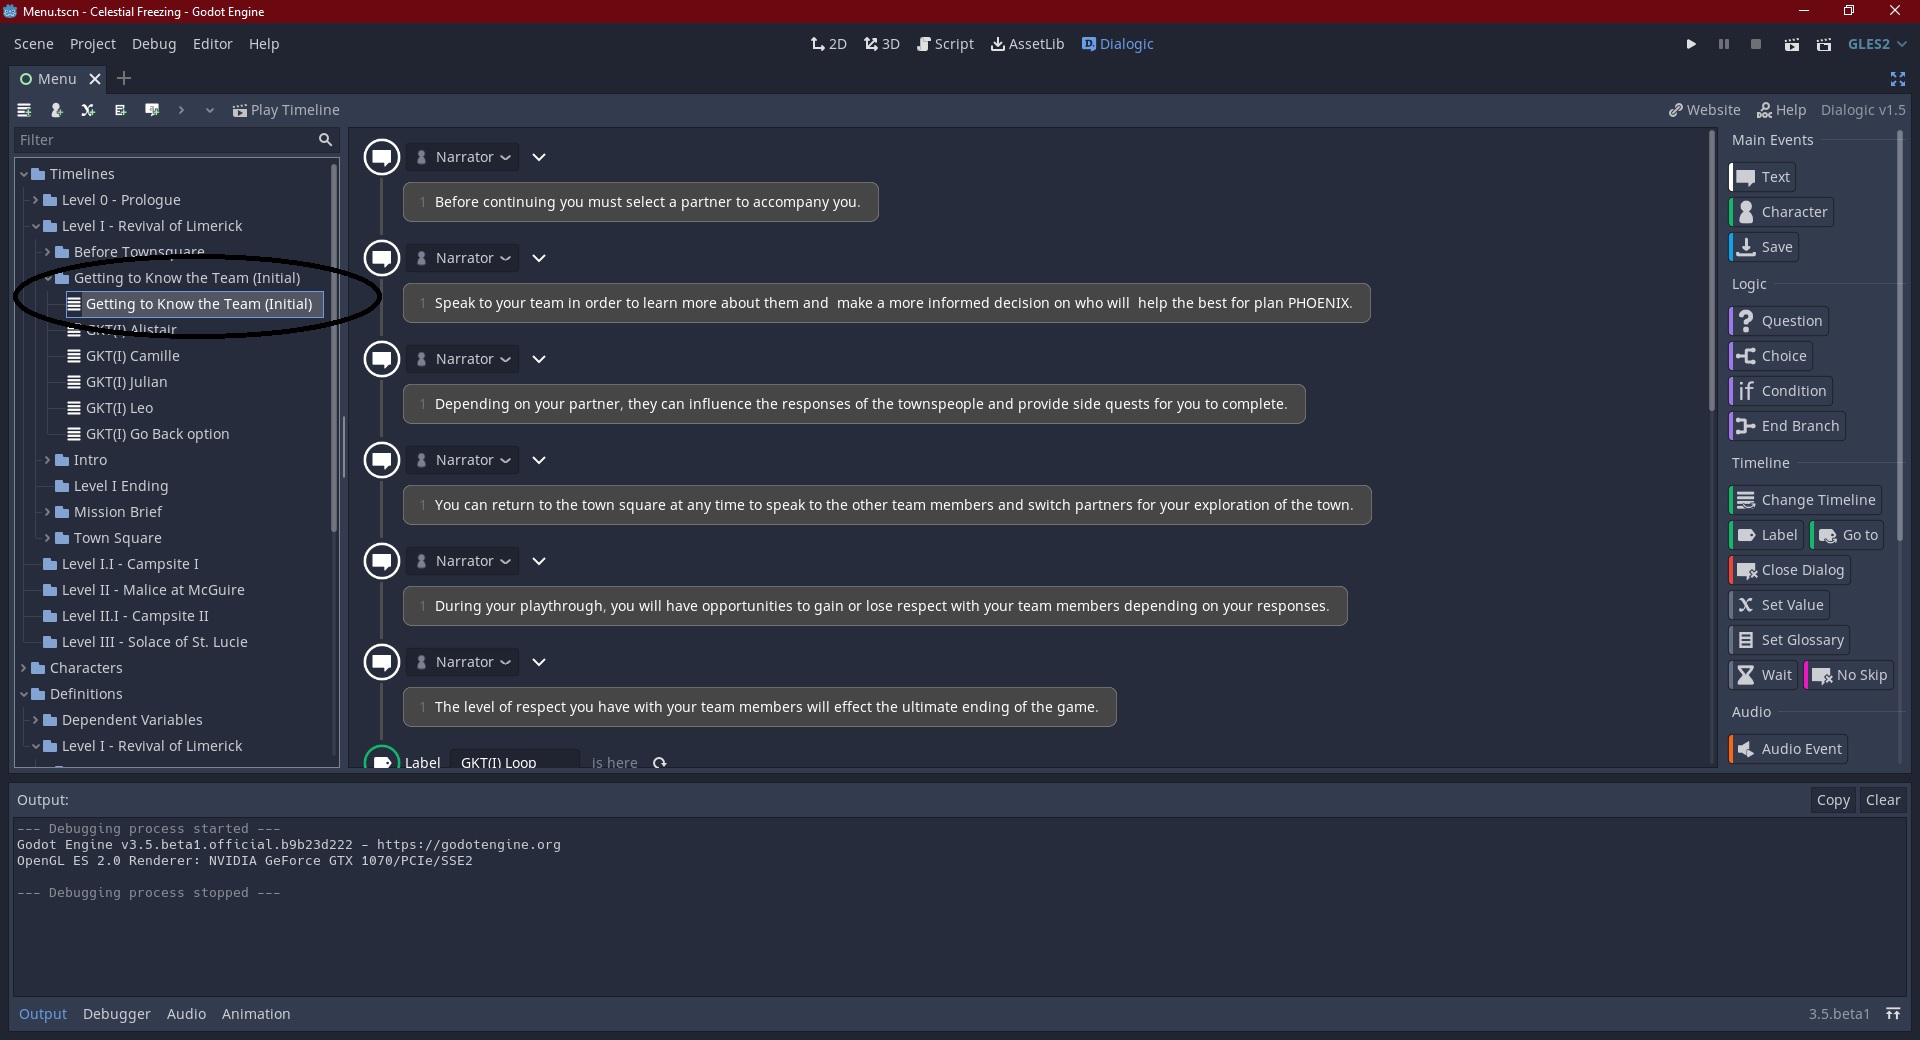 Menu.tscn - Celestial Freezing - Godot Engine
Scene Project Debug Editor Help 2D 3D Script AssetLib Dialogic GLES2
Menu
Play Timeline Website Help Dialogic v1.5
Filter
Timelines
Level 0 - Prologue
Level I - Revival of Limerick
Before Townsquare
Getting to Know the Team (Initial)
Getting to Know the Team (Initial)
GKT(I) Alistair
GKT(I) Camille
GKT(I) Julian
GKT(I) Leo
GKT(I) Go Back option
Intro
Level I Ending
Mission Brief
Town Square
Level I.I - Campsite I
Level II - Malice at McGuire
Level II.I - Campsite II
Level III - Solace of St. Lucie
Characters
Definitions
Dependent Variables
Level I - Revival of Limerick
Narrator
1 Before continuing you must select a partner to accompany you.
Narrator
1 Speak to your team in order to learn more about them and  make a more informed decision on who will  help the best for plan PHOENIX.
Narrator
1 Depending on your partner, they can influence the responses of the townspeople and provide side quests for you to complete.
Narrator
1 You can return to the town square at any time to speak to the other team members and switch partners for your exploration of the town.
Narrator
1 During your playthrough, you will have opportunities to gain or lose respect with your team members depending on your responses.
Narrator
1 The level of respect you have with your team members will effect the ultimate ending of the game.
Label GKT(I) Loop is here
Main Events
Text
Character
Save
Logic
Question
Choice
if Condition
End Branch
Timeline
Change Timeline
Label Go to
Close Dialog
x Set Value
Set Glossary
Wait No Skip
Audio
Audio Event
Output: Copy Clear
--- Debugging process started ---
Godot Engine v3.5.beta1.official.b9b23d222 - https://godotengine.org
OpenGL ES 2.0 Renderer: NVIDIA GeForce GTX 1070/PCIe/SSE2
--- Debugging process stopped ---
Output Debugger Audio Animation 3.5.beta1